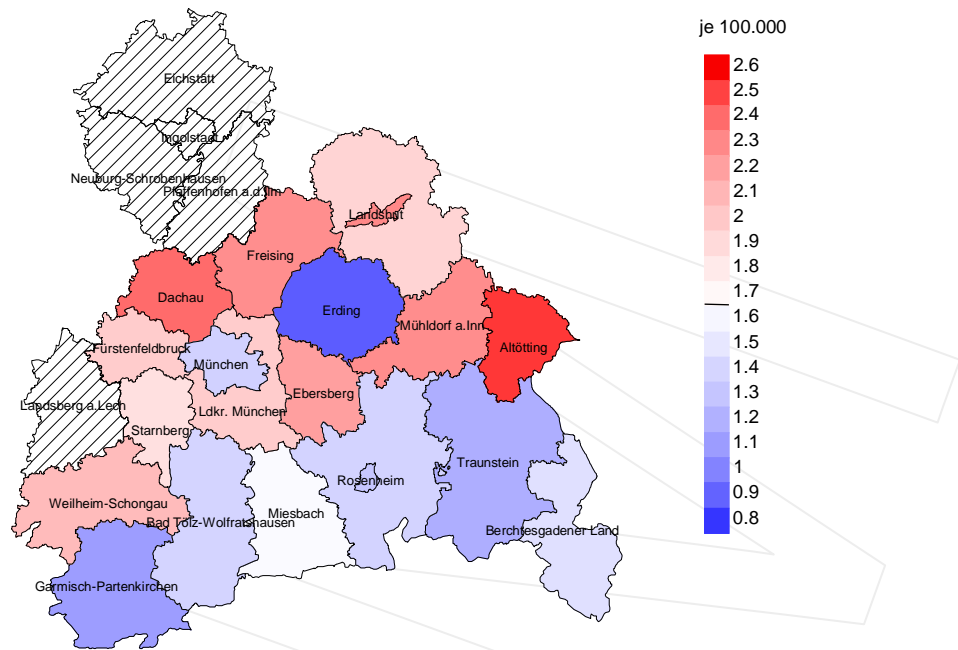 je 100.000
2.6
2.5
2.4
2.3
2.2
2.1
2
1.9
1.8
1.7
1.6
1.5
1.4
1.2
1.1
1
0.9
0.8
Eichstätt
Ingolstadt
Neuburg-Schrobenhausen
Pfaffenhofen a.d.Ilm
Landshut
Freising
Dachau
Erding
Mühldorf a.Inn
Altötting
Fürstenfeldbruck
München
Ebersberg
Landsberg a.Lech
Ldkr. München
Starnberg
Traunstein
Rosenheim
Weilheim-Schongau
Miesbach
Bad Tölz-Wolfratshausen
Berchtesgadener Land
Garmisch-Partenkirchen